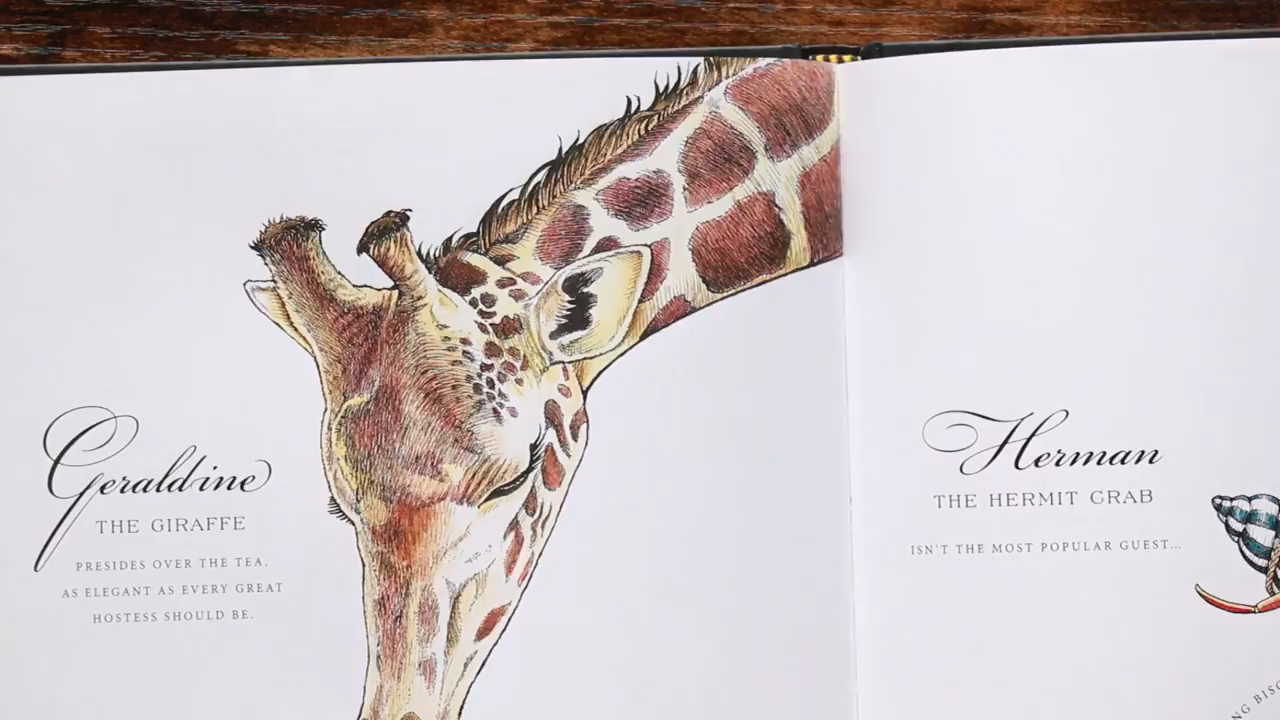 Geraldine
THE GIRAFFE
PRESIDES OVER THE TEA,
AS ELEGANT AS EVERY GREAT
HOSTESS SHOULD BE.
Herman
THE HERMIT CRAB
ISN'T THE MOST POPULAR GUEST...